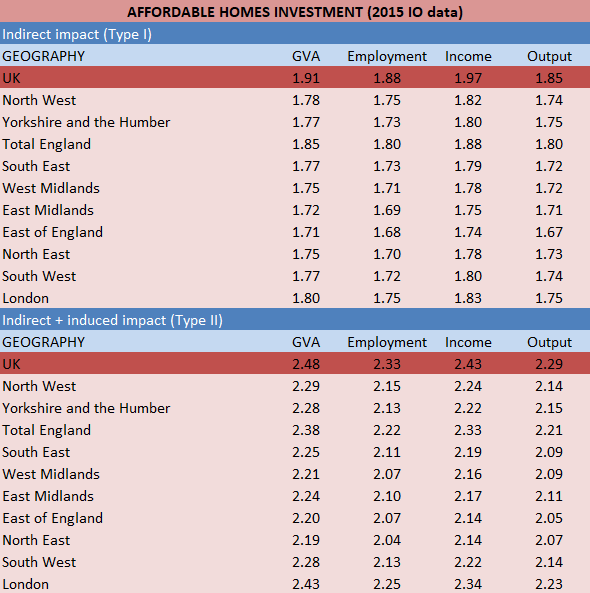 AFFORDABLE HOMES INVESTMENT (2015 IO data)
Indirect impact (Type I)
GEOGRAPHY GVA Employment Income Output
UK 1.91 1.88 1.97 1.85
North West 1.78 1.75 1.82 1.74
Yorkshire and the Humber 1.77 1.73 1.80 1.75
Total England 1.85 1.80 1.88 1.80
South East 1.77 1.73 1.79 1.72
West Midlands 1.75 1.71 1.78 1.72
East Midlands 1.72 1.69 1.75 1.71
East of England 1.71 1.68 1.74 1.67
North East 1.75 1.70 1.78 1.73
South West 1.77 1.72 1.80 1.74
London 1.80 1.75 1.83 1.75
Indirect + induced impact (Type II)
GEOGRAPHY GVA Employment Income Output
UK 2.48 2.33 2.43 2.29
North West 2.29 2.15 2.24 2.14
Yorkshire and the Humber 2.28 2.13 2.22 2.15
Total England 2.38 2.22 2.33 2.21
South East 2.25 2.11 2.19 2.09
West Midlands 2.21 2.07 2.16 2.09
East Midlands 2.24 2.10 2.17 2.11
East of England 2.20 2.07 2.14 2.05
North East 2.19 2.04 2.14 2.07
South West 2.28 2.13 2.22 2.14
London 2.43 2.25 2.34 2.23